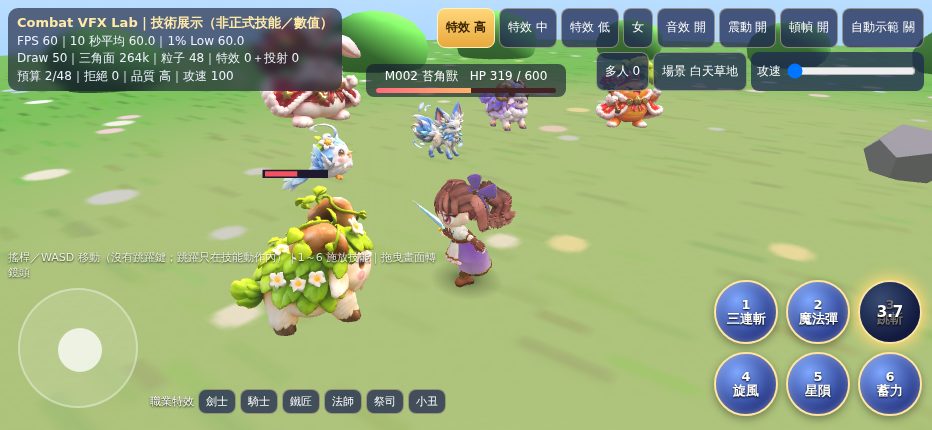 Combat VFX Lab｜技術展示（非正式技能／數值）
FPS 60｜10 秒平均 60.0｜1% Low 60.0
Draw 50｜三角面 264k｜粒子 48｜特效 0＋投射 0
預算 2/48｜拒絕 0｜品質 高｜攻速 100
特效 高
特效 中
特效 低
女
音效 開
震動 開
頓幀 開
自動示範 關
M002 苔角獸 HP 319 / 600
多人 0
場景 白天草地
攻速
搖桿／WASD 移動（沒有跳躍鍵；跳躍只在技能動作內）｜1～6 施放技能｜拖曳畫面轉
鏡頭
1
三連斬
2
魔法彈
3
3.7
跳斬
4
旋風
5
星隕
6
蓄力
職業特效
劍士
騎士
鐵匠
法師
祭司
小丑